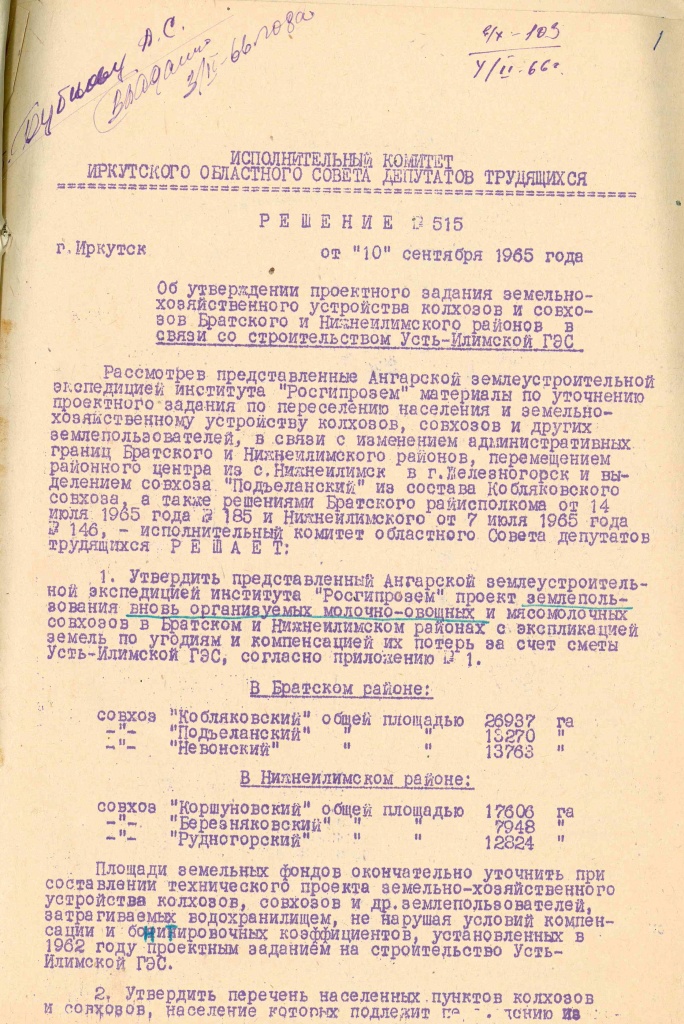 А.С.
3/II-66 года
8/х-103
4/II-66г.
1
ИСПОЛНИТЕЛЬНЫЙ КОМИТЕТ
ИРКУТСКОГО ОБЛАСТНОГО СОВЕТА ДЕПУТАТОВ ТРУДЯЩИХСЯ
Р Е Ш Е Н И Е № 515
г.Иркутск от "10" сентября 1965 года
Об утверждении проектного задания земельно-
хозяйственного устройства колхозов и совхо-
зов Братского и Нижнеилимского районов в
связи со строительством Усть-Илимской ГЭС
Рассмотрев представленные Ангарской землеустроительной
экспедицией института "Росгипрозем" материалы по уточнению
проектного задания по переселению населения и земельно-
хозяйственному устройству колхозов, совхозов и других
землепользователей, в связи с изменением административных
границ Братского и Нижнеилимского районов, перемещением
районного центра из с.Нижнеилимск в г.Железногорск и вы-
делением совхоза "Подъеланский" из состава Кобляковского
совхоза, а также решениями Братского райисполкома от 14
июля 1965 года № 185 и Нижнеилимского от 7 июля 1965 года
№ 146, - исполнительный комитет областного Совета депутатов
трудящихся Р Е Ш А Е Т:
1. Утвердить представленный Ангарской землеустроитель-
ной экспедицией института "Росгипрозем" проект землеполь-
зования вновь организуемых молочно-овощных и мясомолочных
совхозов в Братском и Нижнеилимском районах с экспликацией
земель по угодиям и компенсацией их потерь за счет сметы
Усть-Илимской ГЭС, согласно приложению № 1.
В Братском районе:
совхоз "Кобляковский" общей площадью 26937 га
-"- "Подъеланский" " " 13270 "
-"- "Невонский" " " 13763 "
В Нижнеилимском районе:
совхоз "Коршуновский" общей площадью 17606 га
-"- "Березняковский" " " 7948 "
-"- "Рудногорский" " " 12824 "
Площади земельных фондов окончательно уточнить при
составлении технического проекта земельно-хозяйственного
устройства колхозов, совхозов и др.землепользователей,
затрагиваемых водохранилищем, не нарушая условий компен-
сации и бонитировочных коэффициентов, установленных в
1962 году проектным заданием на строительство Усть-
Илимской ГЭС.
2. Утвердить перечень населенных пунктов колхозов
и совхозов, население которых подлежит из